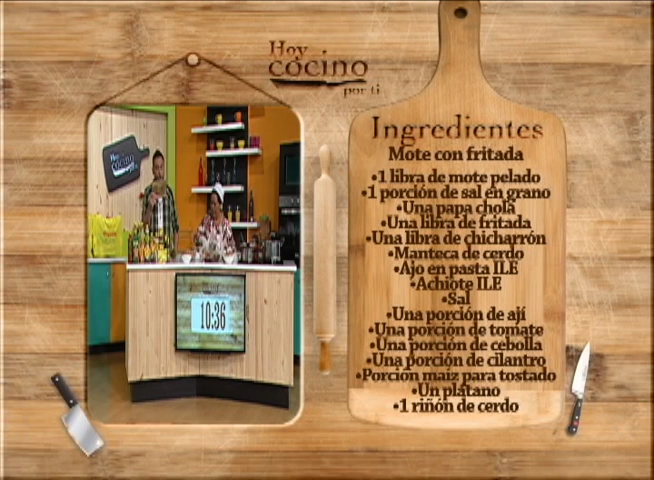 Hoy
cocino
por ti
Ingredientes
Mote con fritada
•1 libra de mote pelado
•1 porción de sal en grano
•Una papa chola
•Una libra de fritada
•Una libra de chicharrón
•Manteca de cerdo
•Ajo en pasta ILE
•Achiote ILE
•Sal
•Una porción de ají
•Una porción de tomate
•Una porción de cebolla
•Una porción de cilantro
•Porción maíz para tostado
•Un plátano
•1 riñón de cerdo
Hoy
cocino
10:36